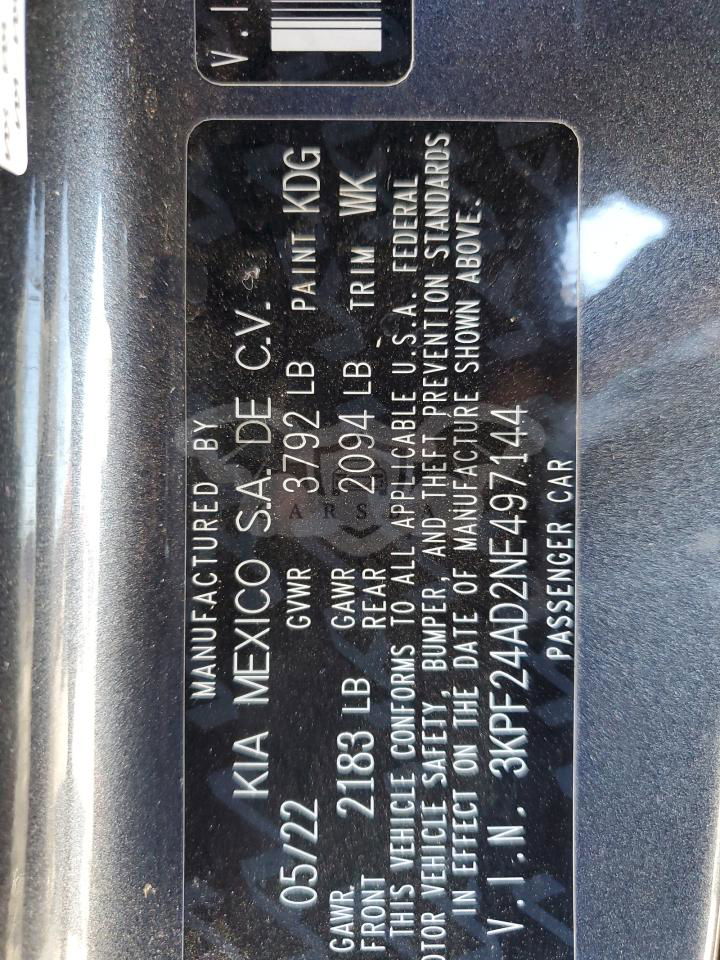 MANUFACTURED BY
KIA MEXICO S.A. DE C.V.
05/22 GVWR 3792 LB PAINT KDG
GAWR FRONT 2183 LB GAWR REAR 2094 LB TRIM WK
THIS VEHICLE CONFORMS TO ALL APPLICABLE U.S.A. FEDERAL
OTOR VEHICLE SAFETY, BUMPER, AND THEFT PREVENTION STANDARDS
IN EFFECT ON THE DATE OF MANUFACTURE SHOWN ABOVE.
V.I.N. 3KPF24AD2NE497144
PASSENGER CAR
V.I